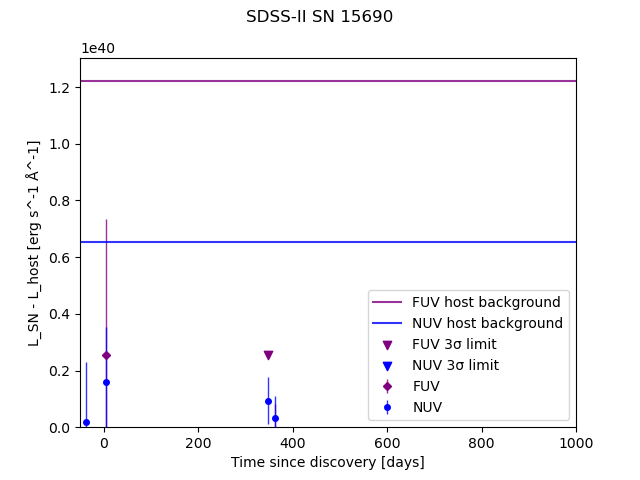 SDSS-II SN 15690
1e40
L_SN - L_host [erg s^-1 Å^-1]
1.2
1.0
0.8
0.6
0.4
0.2
0.0
FUV host background
NUV host background
FUV 3σ limit
NUV 3σ limit
FUV
NUV
0 200 400 600 800 1000
Time since discovery [days]